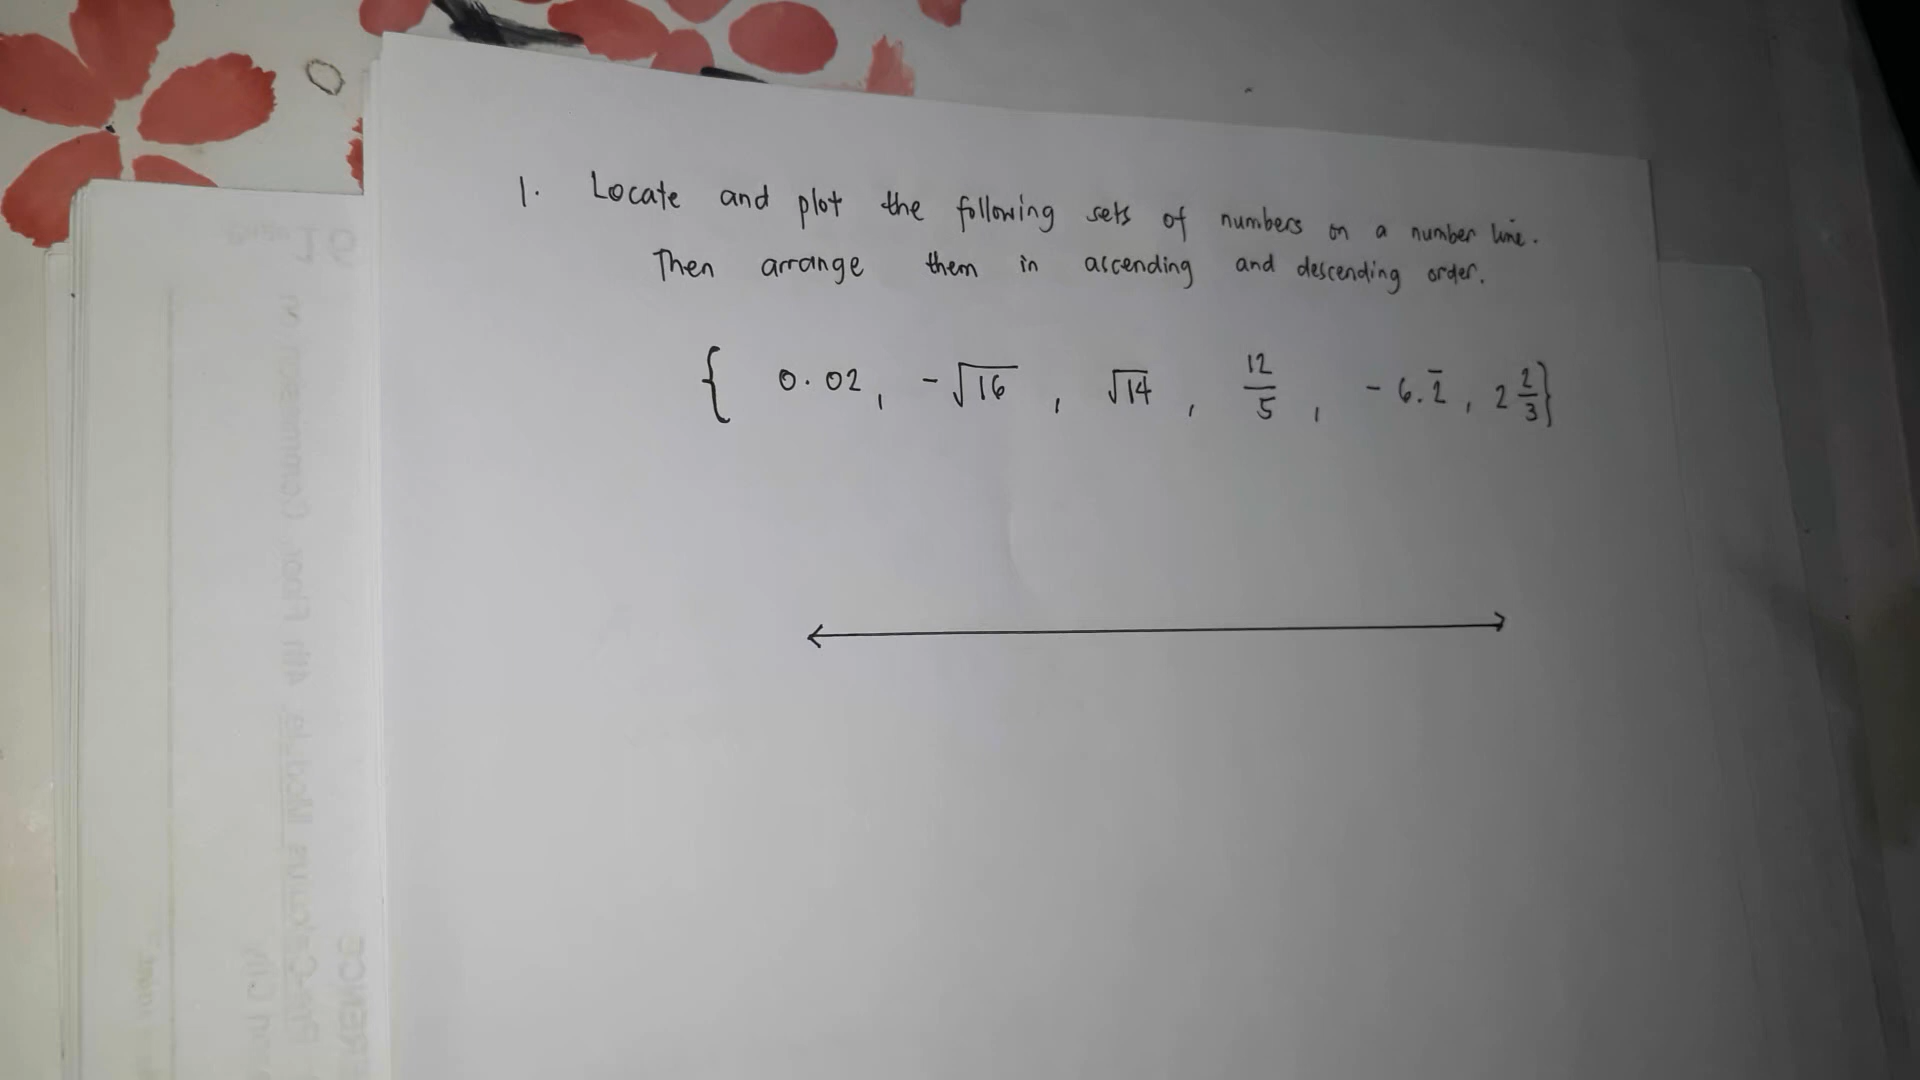 1. Locate and plot the following sets of numbers on a number line.
Then arrange them in ascending and descending order.
{ 0.02, -√16, √14, 12/5, -6.2̄, 2 2/3}